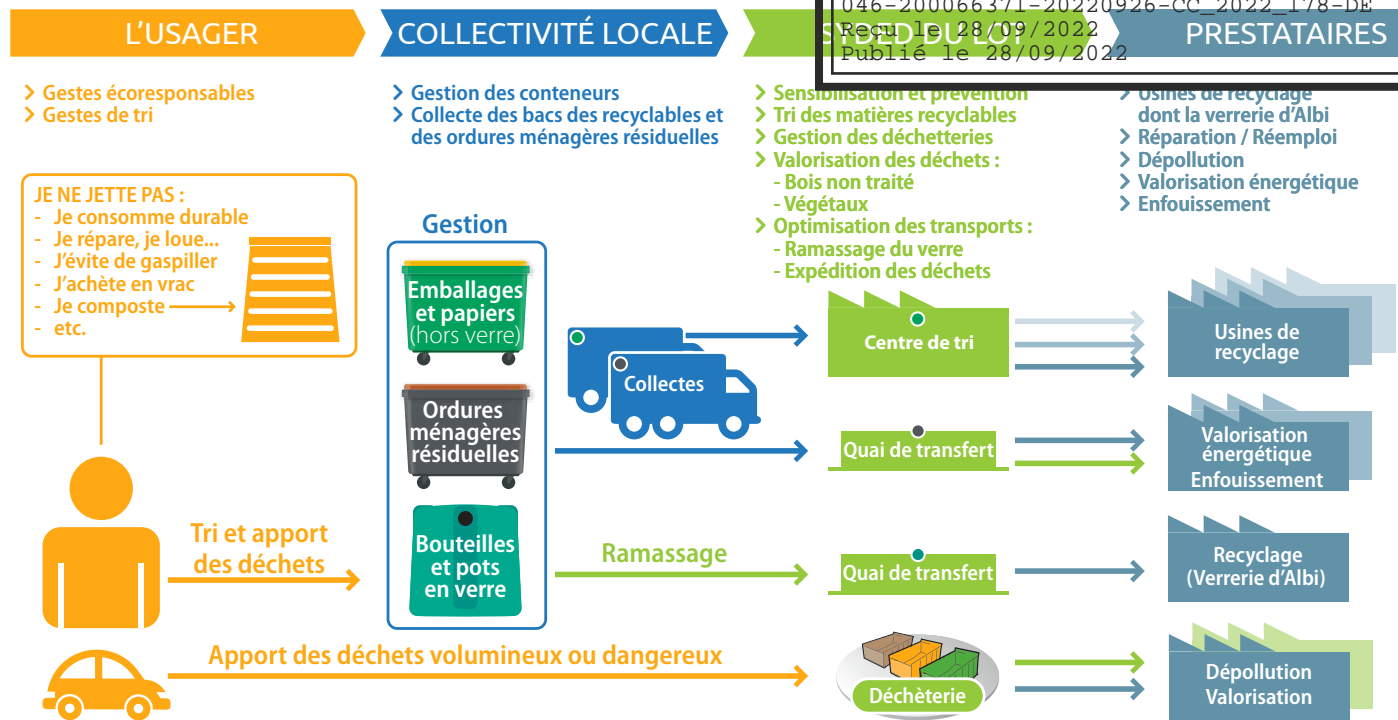 046-200066371-20220926-CC_2022_178-DE
Reçu le 28/09/2022
Publié le 28/09/2022
L'USAGER
COLLECTIVITÉ LOCALE
SYDED DU LOT
PRESTATAIRES
> Gestes écoresponsables
> Gestes de tri
> Gestion des conteneurs
> Collecte des bacs des recyclables et
des ordures ménagères résiduelles
> Sensibilisation et prévention
> Tri des matières recyclables
> Gestion des déchetteries
> Valorisation des déchets :
- Bois non traité
- Végétaux
> Optimisation des transports :
- Ramassage du verre
- Expédition des déchets
> Usines de recyclage
dont la verrerie d'Albi
> Réparation / Réemploi
> Dépollution
> Valorisation énergétique
> Enfouissement
JE NE JETTE PAS :
- Je consomme durable
- Je répare, je loue...
- J'évite de gaspiller
- J'achète en vrac
- Je composte
- etc.
Gestion
Emballages
et papiers
(hors verre)
Ordures
ménagères
résiduelles
Bouteilles
et pots
en verre
Collectes
Centre de tri
Usines de
recyclage
Quai de transfert
Valorisation
énergétique
Enfouissement
Tri et apport
des déchets
Ramassage
Quai de transfert
Recyclage
(Verrerie d'Albi)
Apport des déchets volumineux ou dangereux
Déchèterie
Dépollution
Valorisation